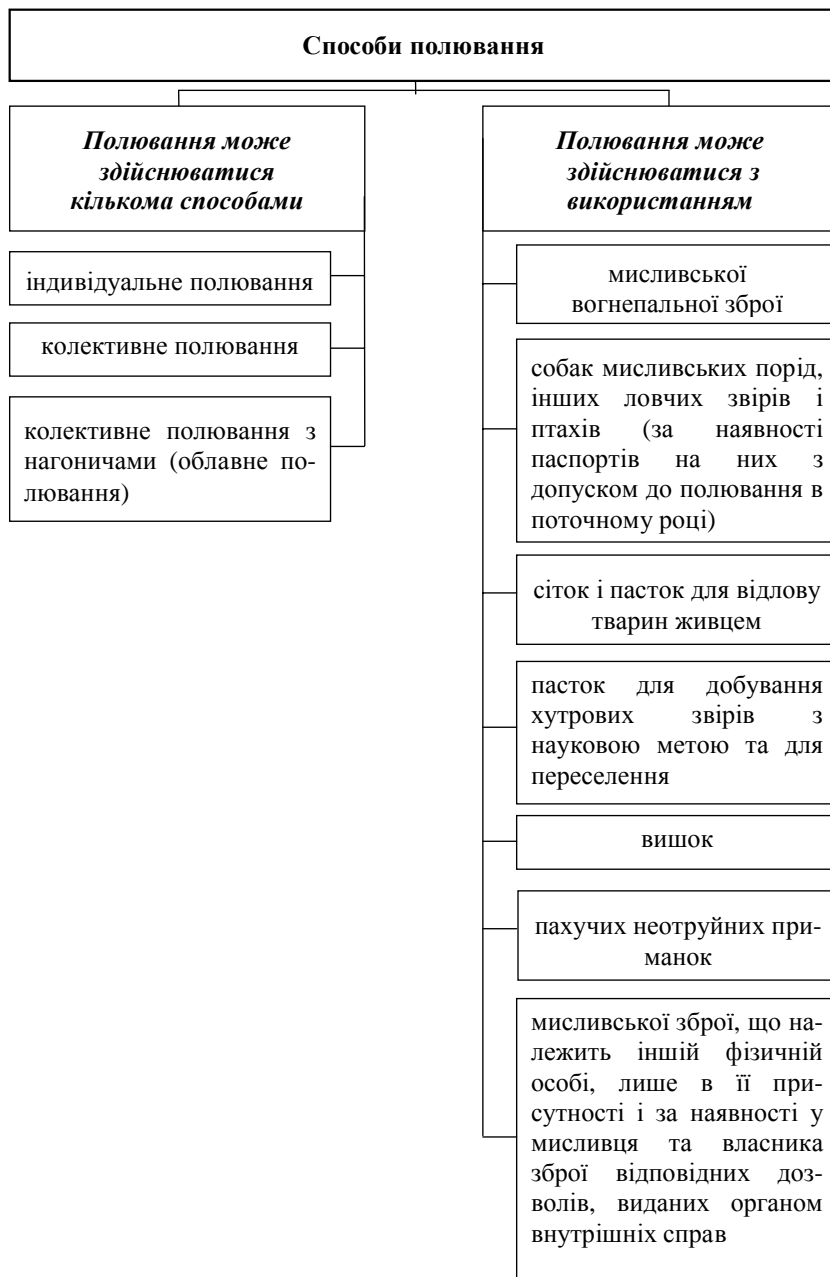 Способи полювання
Полювання може
здійснюватися
кількома способами
індивідуальне полювання
колективне полювання
колективне полювання з
нагоничами (облавне по-
лювання)
Полювання може
здійснюватися з
використанням
мисливської
вогнепальної зброї
собак мисливських порід,
інших ловчих звірів і
птахів (за наявності
паспортів на них з
допуском до полювання в
поточному році)
сіток і пасток для відлову
тварин живцем
пасток для добування
хутрових звірів з
науковою метою та для
переселення
вишок
пахучих неотруйних при-
манок
мисливської зброї, що на-
лежить іншій фізичній
особі, лише в її при-
сутності і за наявності у
мисливця та власника
зброї відповідних доз-
волів, виданих органом
внутрішніх справ